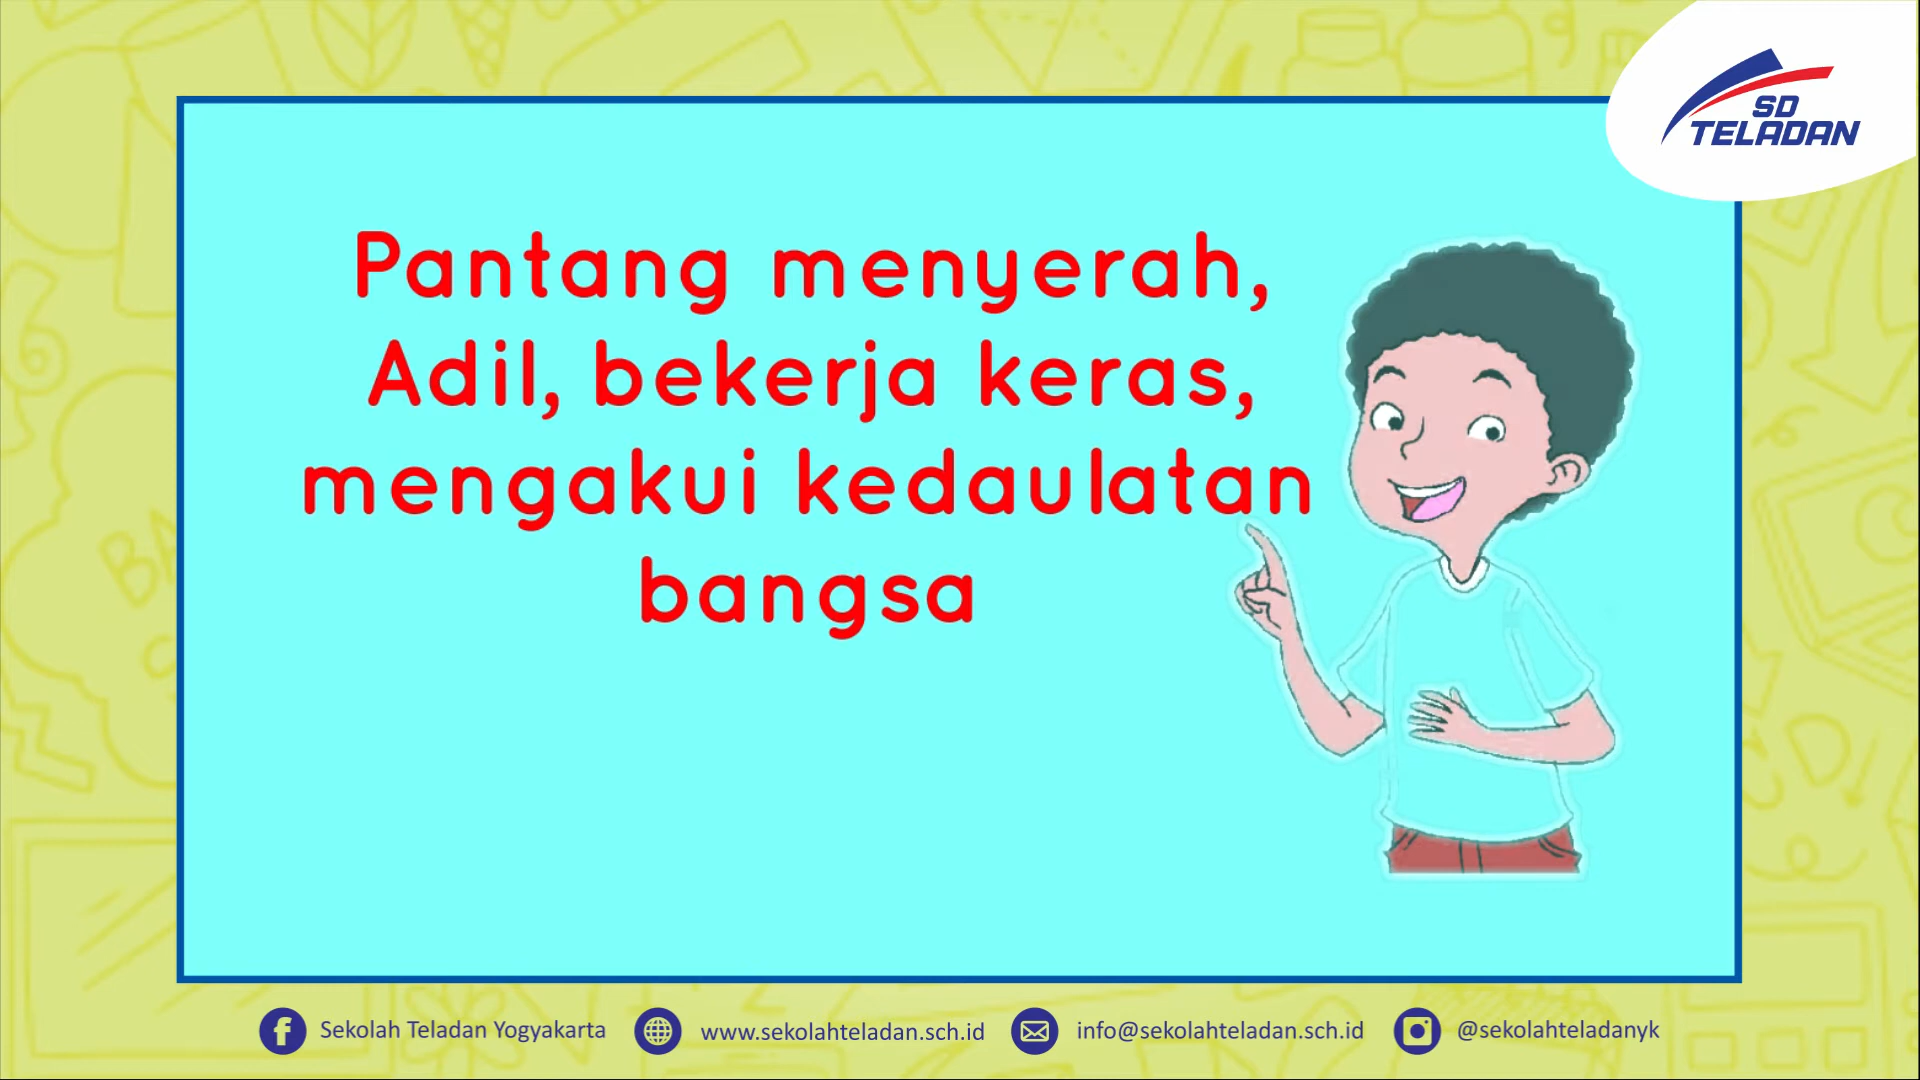 SD
TELADAN
Pantang menyerah,
Adil, bekerja keras,
mengakui kedaulatan
bangsa
Sekolah Teladan Yogyakarta
www.sekolahteladan.sch.id
info@sekolahteladan.sch.id
@sekolahteladanyk